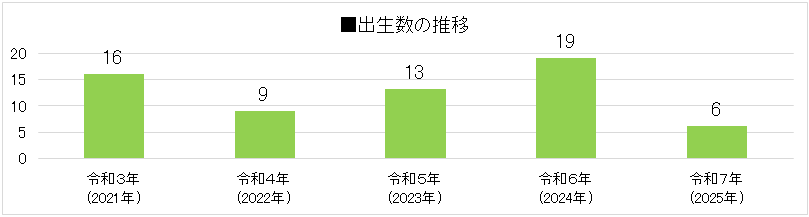 ■出生数の推移
20
15
10
5
0
16
9
13
19
6
令和3年
(2021年)
令和4年
(2022年)
令和5年
(2023年)
令和6年
(2024年)
令和7年
(2025年)